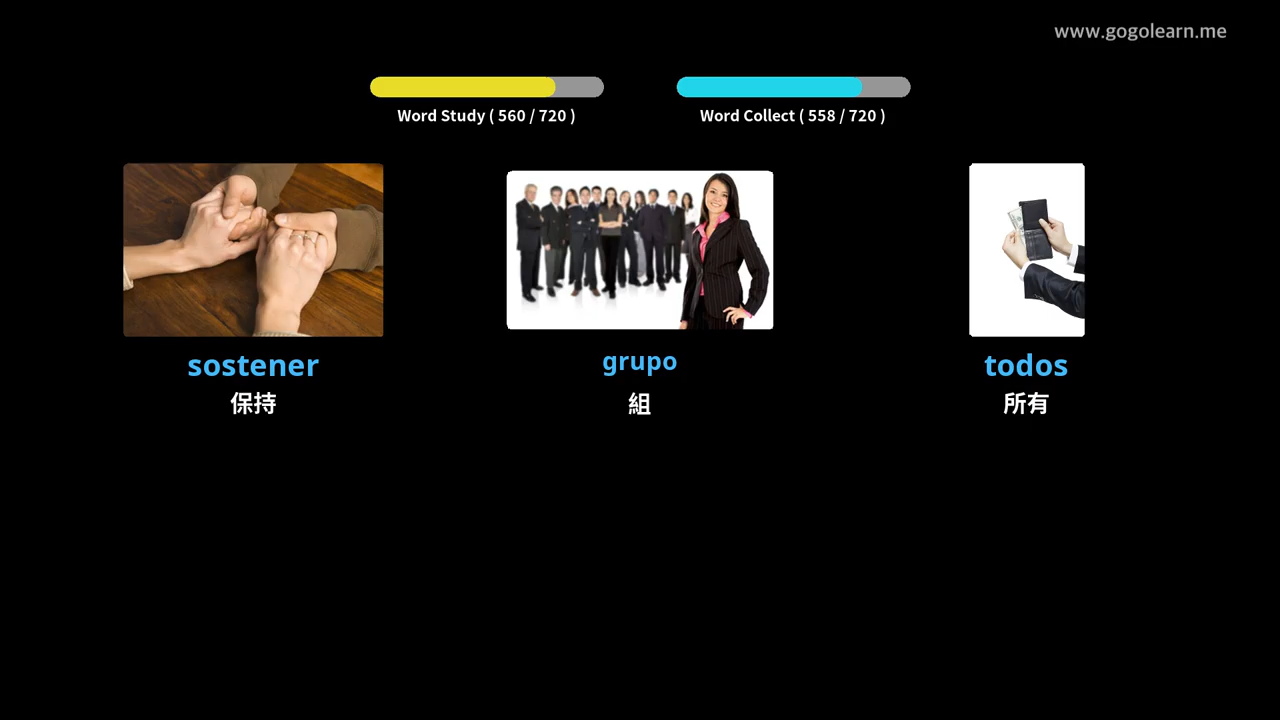 www.gogolearn.me
Word Study ( 560 / 720 )
Word Collect ( 558 / 720 )
sostener
保持
grupo
組
todos
所有